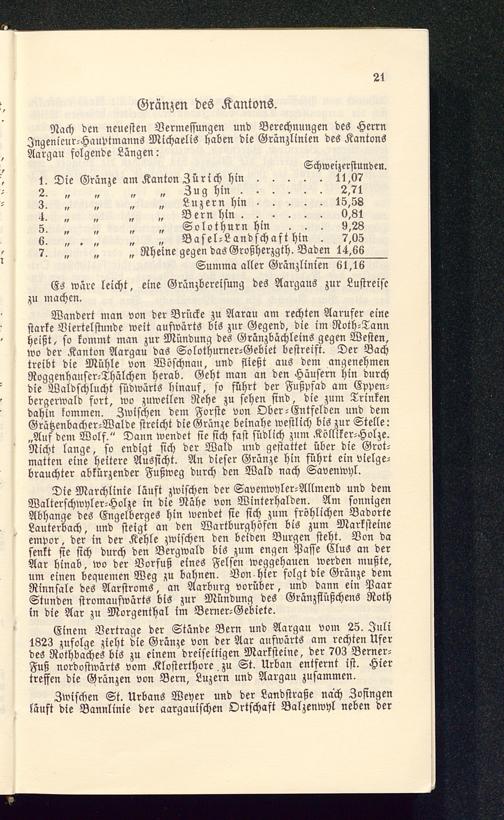 21
Gränzen des Kantons.
Nach den neuesten Vermessungen und Berechnungen des Herrn
Ingenieur-Hauptmanns Michaelis haben die Gränzlinien des Kantons
Aargau folgende Längen:
Schweizerstunden.
1. Die Gränze am Kanton Zürich hin . . . . . 11,07
2. „ „ „ „ Zug hin . . . . . . 2,71
3. „ „ „ „ Luzern hin . . . . . 15,58
4. „ „ „ „ Bern hin . . . . . . 0,81
5. „ „ „ „ Solothurn hin . . . . 9,28
6. „ „ „ „ Basel-Landschaft hin . 7,05
7. „ „ „ Rheine gegen das Großherzgth. Baden 14,66
Summa aller Gränzlinien 61,16
Es wäre leicht, eine Gränzbereisung des Aargaus zur Lustreise
zu machen.
Wandert man von der Brücke zu Aarau am rechten Aarufer eine
starke Viertelstunde weit aufwärts bis zur Gegend, die im Roth-Tann
heißt, so kommt man zur Mündung des Gränzbächleins gegen Westen,
wo der Kanton Aargau das Solothurner-Gebiet bestreift. Der Bach
treibt die Mühle von Wöschnau, und fließt aus dem angenehmen
Roggenhauser-Thälchen herab. Geht man an den Häusern hin durch
die Waldschlucht südwärts hinauf, so führt der Fußpfad am Eppen-
bergerwald fort, wo zuweilen Rehe zu sehen sind, die zum Trinken
dahin kommen. Zwischen dem Forste von Ober-Entfelden und dem
Grätzenbacher-Walde streicht die Gränze beinahe westlich bis zur Stelle:
„Auf dem Wolf.“ Dann wendet sie sich fast südlich zum Kölliker-Holze.
Nicht lange, so endigt sich der Wald und gestattet über die Grot-
matten eine heitere Aussicht. An dieser Gränze hin führt ein vielge-
brauchter abkürzender Fußweg durch den Wald nach Savenwyl.
Die Marchlinie läuft zwischen der Savenwyler-Allmend und dem
Walterschwyler-Holze in die Nähe von Winterhalden. Am sonnigen
Abhange des Engelberges hin wendet sie sich zum fröhlichen Badorte
Lauterbach, und steigt an den Wartburghöfen bis zum Marksteine
empor, der in der Kehle zwischen den beiden Burgen steht. Von da
senkt sie sich durch den Bergwald bis zum engen Passe Clus an der
Aar hinab, wo der Vorfuß eines Felsen weggehauen werden mußte,
um einen bequemen Weg zu bahnen. Von hier folgt die Gränze dem
Rinnsale des Aarstroms, an Aarburg vorüber, und dann ein Paar
Stunden stromaufwärts bis zur Mündung des Gränzflüßchens Roth
in die Aar zu Morgenthal im Berner-Gebiete.
Einem Vertrage der Stände Bern und Aargau vom 25. Juli
1823 zufolge zieht die Gränze von der Aar aufwärts am rechten Ufer
des Rothbaches bis zu einem dreiseitigen Marksteine, der 703 Berner-
Fuß nordostwärts vom Klosterthore zu St. Urban entfernt ist. Hier
treffen die Gränzen von Bern, Luzern und Aargau zusammen.
Zwischen St. Urbans Weyer und der Landstraße nach Zofingen
läuft die Bannlinie der aargauischen Ortschaft Balzenwyl neben der